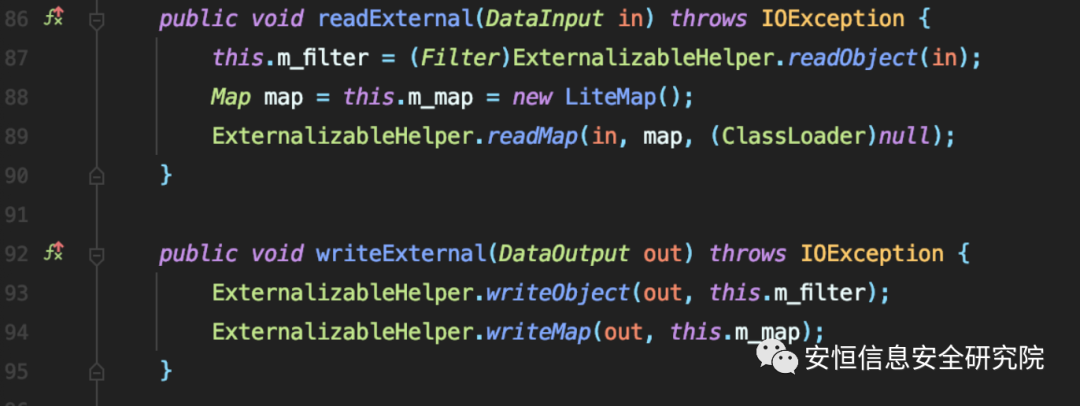 86 public void readExternal(DataInput in) throws IOException {
87 this.m_filter = (Filter)ExternalizableHelper.readObject(in);
88 Map map = this.m_map = new LiteMap();
89 ExternalizableHelper.readMap(in, map, (ClassLoader)null);
90 }
91
92 public void writeExternal(DataOutput out) throws IOException {
93 ExternalizableHelper.writeObject(out, this.m_filter);
94 ExternalizableHelper.writeMap(out, this.m_map);
95 }
安恒信息安全研究院